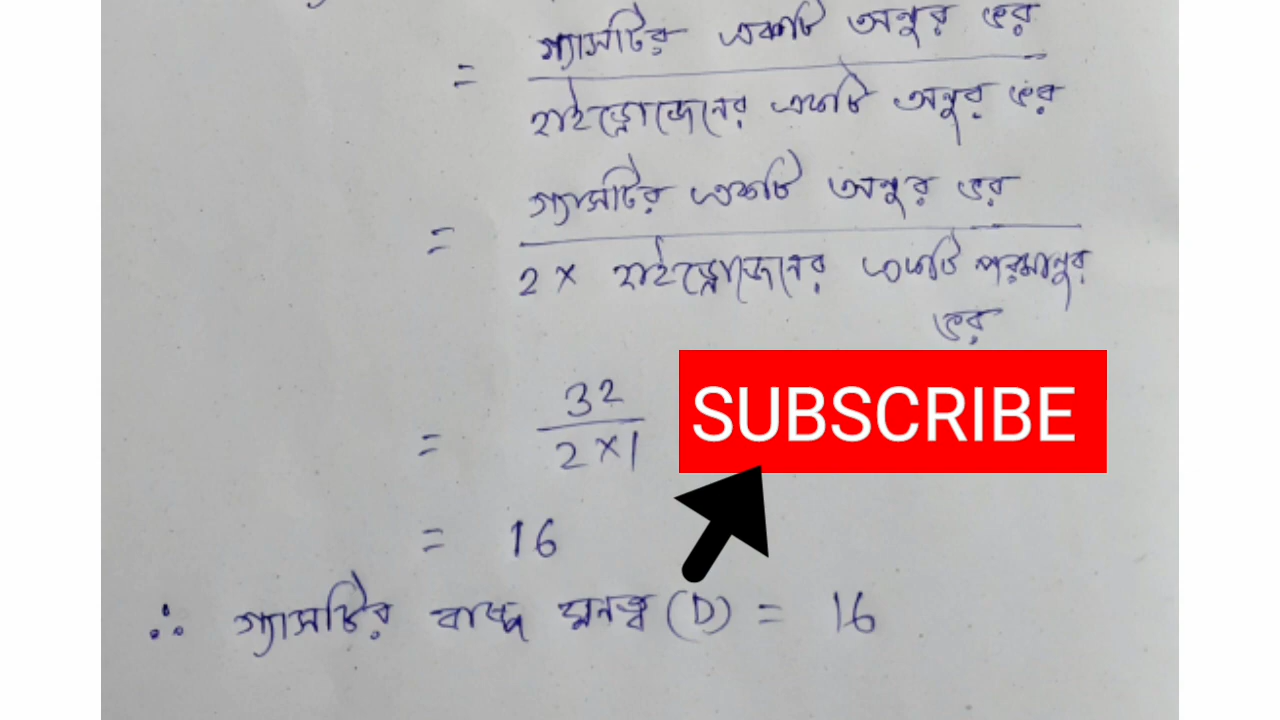 = গ্যাসটির একটি অনুর ভর
হাইড্রোজেনের একটি অনুর ভর
= গ্যাসটির একটি অনুর ভর
2 × হাইড্রোজেনের একটি পরমানুর
ভর
= 32
2 × 1
SUBSCRIBE
= 16
∴ গ্যাসটির বাষ্প ঘনত্ব (D) = 16